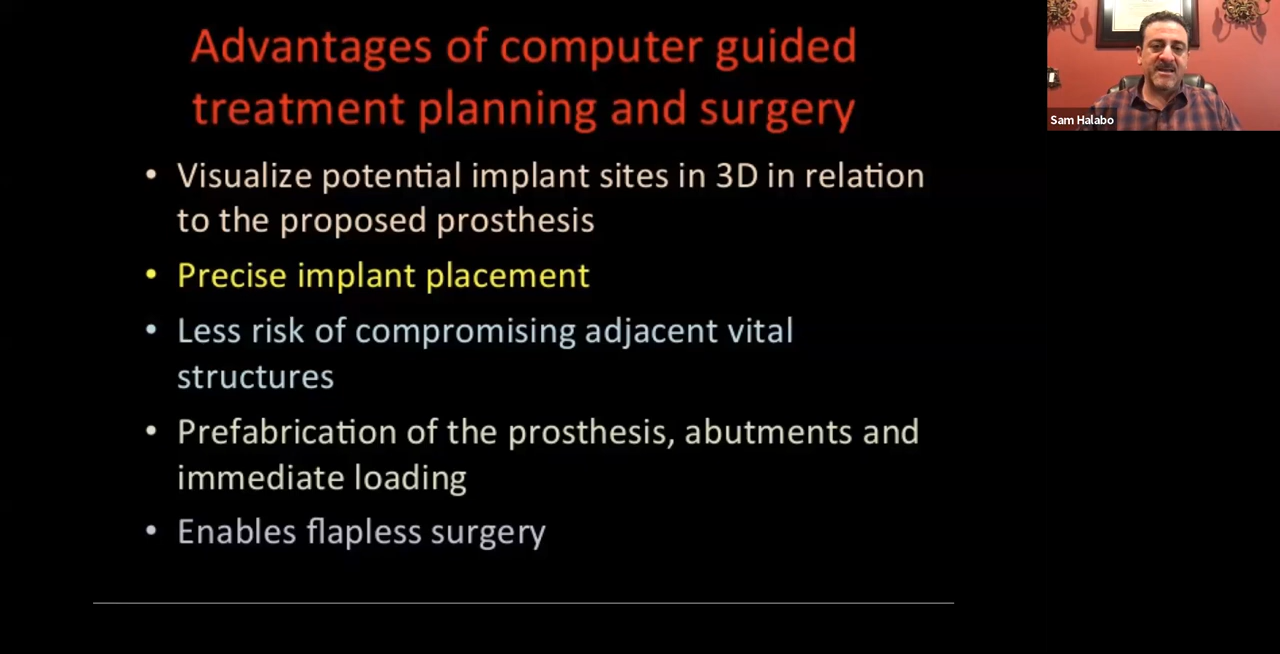 Advantages of computer guided
treatment planning and surgery
• Visualize potential implant sites in 3D in relation
to the proposed prosthesis
• Precise implant placement
• Less risk of compromising adjacent vital
structures
• Prefabrication of the prosthesis, abutments and
immediate loading
• Enables flapless surgery
Sam Halabo